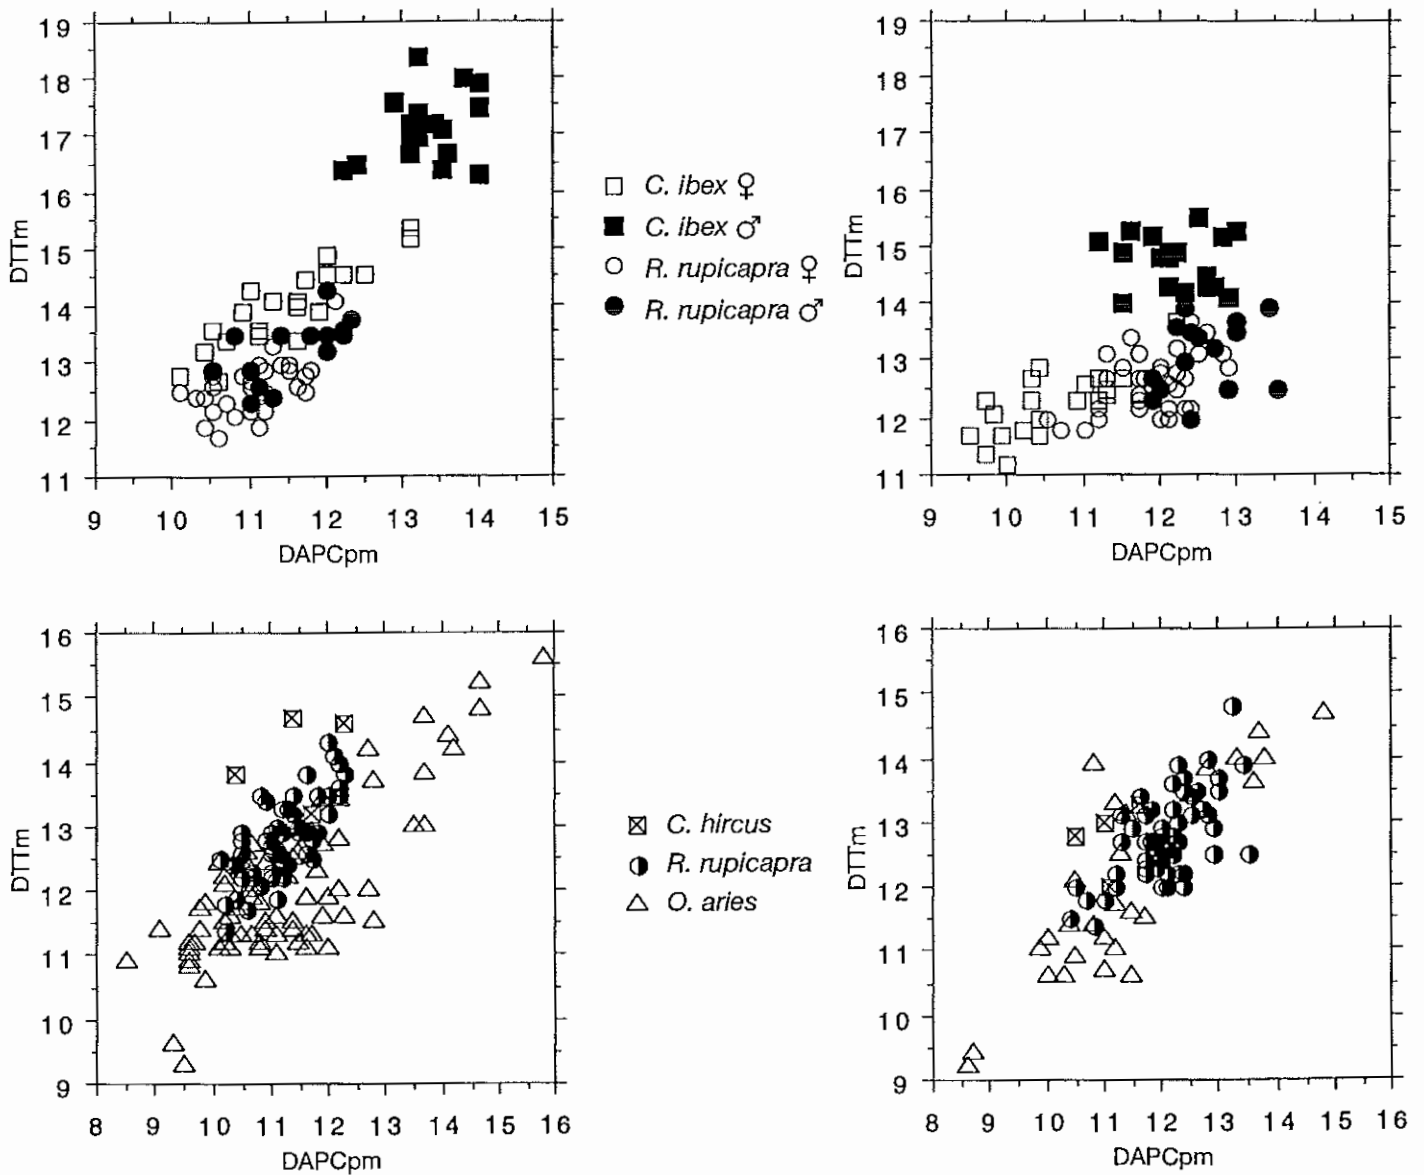 19
18
17
16
15
14
13
12
11
DTTm
9 10 11 12 13 14 15
DAPCpm
C. ibex ♀
C. ibex ♂
R. rupicapra ♀
R. rupicapra ♂
19
18
17
16
15
14
13
12
11
DTTm
9 10 11 12 13 14 15
DAPCpm
16
15
14
13
12
11
10
9
DTTm
8 9 10 11 12 13 14 15 16
DAPCpm
C. hircus
R. rupicapra
O. aries
16
15
14
13
12
11
10
9
DTTm
8 9 10 11 12 13 14 15 16
DAPCpm